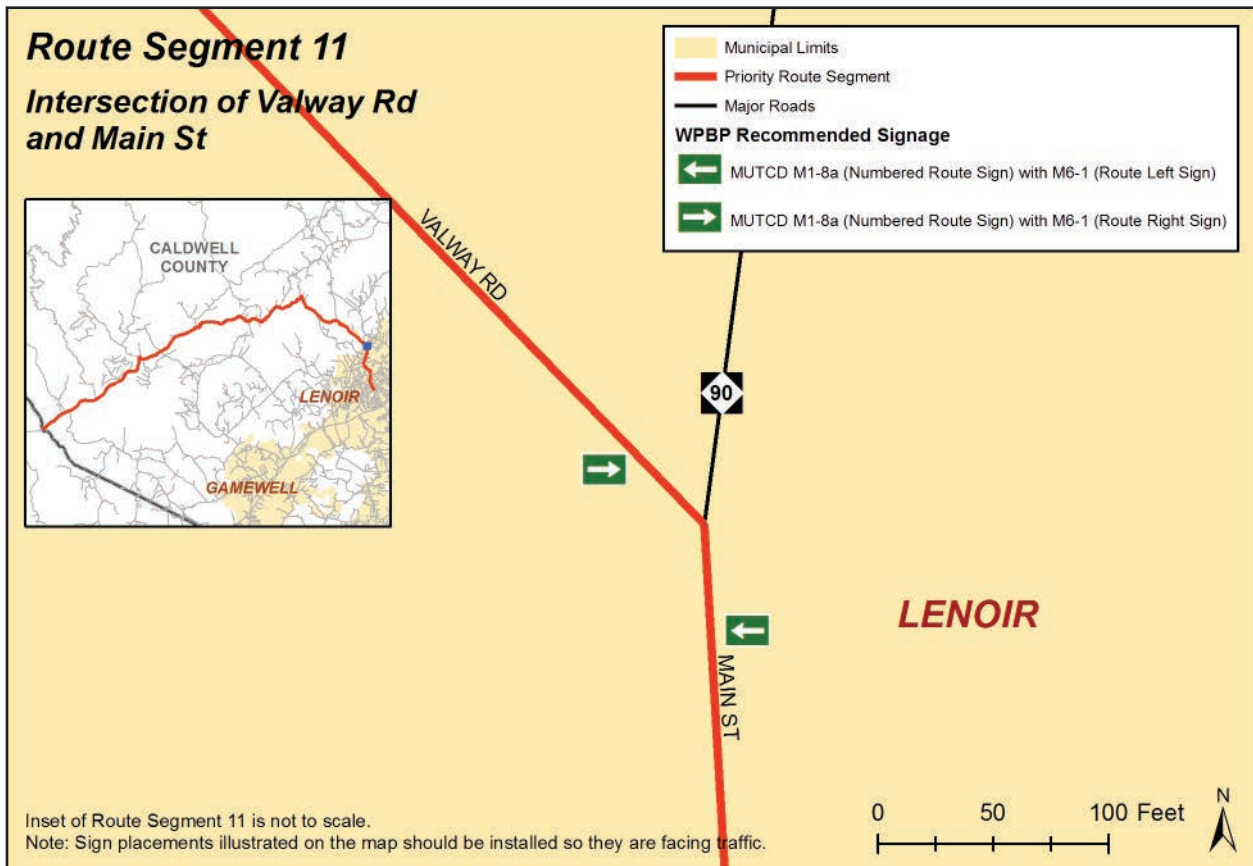 Route Segment 11
Intersection of Valway Rd
and Main St
Municipal Limits
Priority Route Segment
Major Roads
WPBP Recommended Signage
MUTCD M1-8a (Numbered Route Sign) with M6-1 (Route Left Sign)
MUTCD M1-8a (Numbered Route Sign) with M6-1 (Route Right Sign)
CALDWELL
COUNTY
LENOIR
GAMEWELL
VALWAY RD
90
LENOIR
MAIN ST
Inset of Route Segment 11 is not to scale.
Note: Sign placements illustrated on the map should be installed so they are facing traffic.
0 50 100 Feet
N